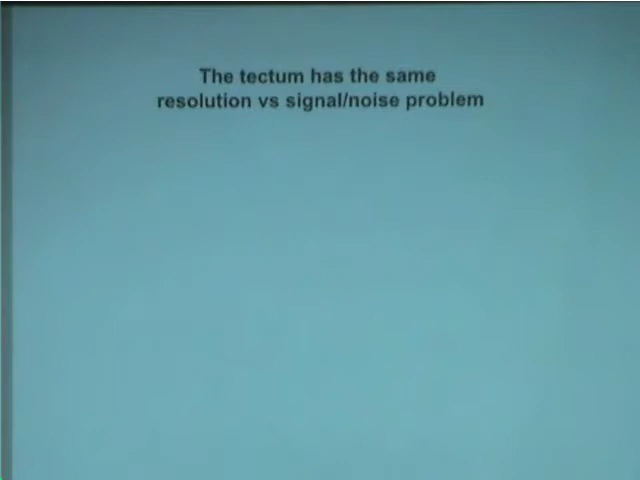 The tectum has the same
resolution vs signal/noise problem